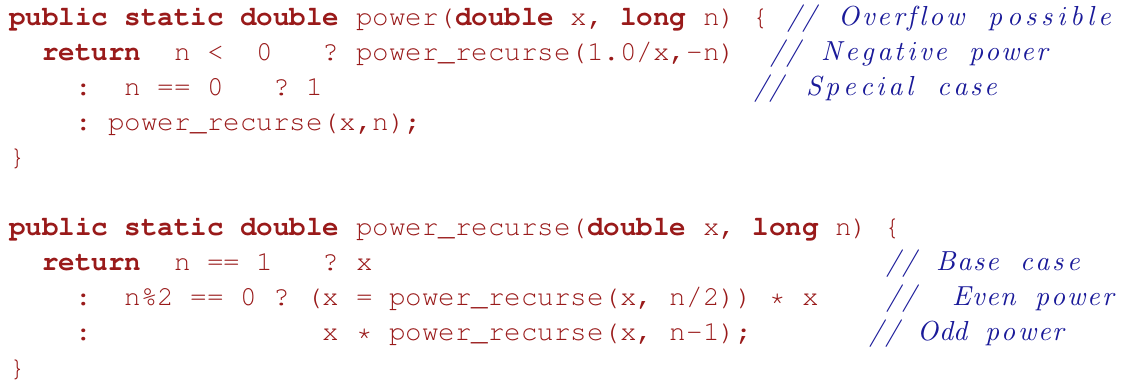 public static double power(double x, long n) { // Overflow possible
  return  n <  0   ? power_recurse(1.0/x,-n)  // Negative power
    :  n == 0   ? 1                           // Special case
    : power_recurse(x,n);
}

public static double power_recurse(double x, long n) {
  return  n == 1   ? x                                 // Base case
    :  n%2 == 0 ? (x = power_recurse(x, n/2)) * x    //  Even power
    :              x * power_recurse(x, n-1);       // Odd power
}